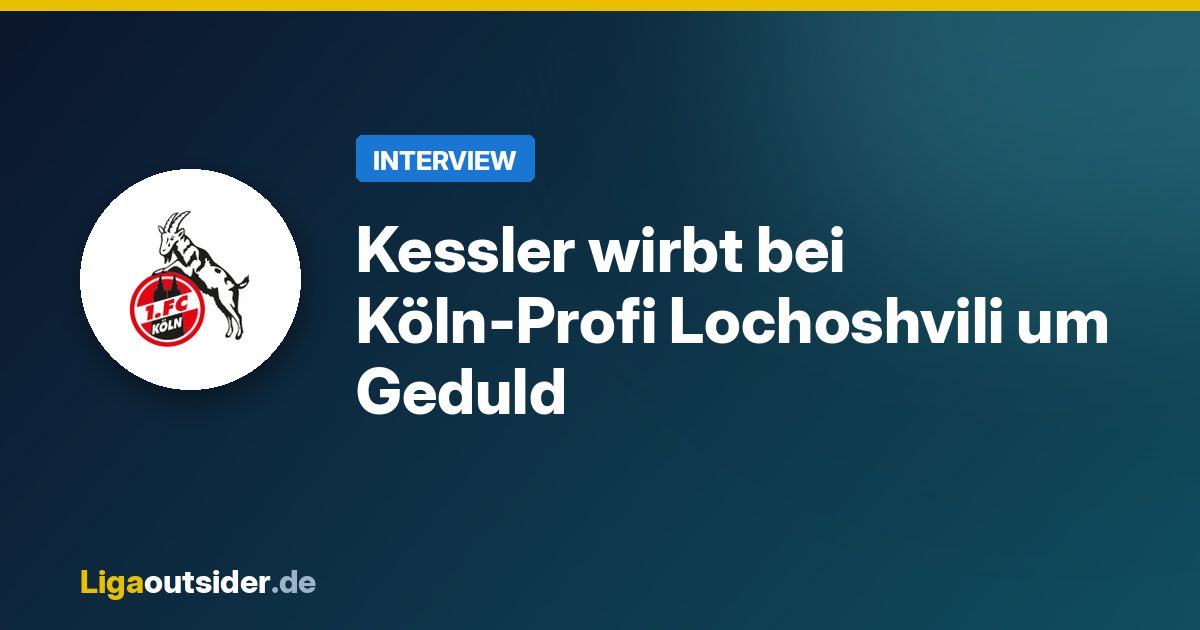 INTERVIEW
Kessler wirbt bei
Köln-Profi Lochoshvili um
Geduld
1.FC
KÖLN
Ligaoutsider.de